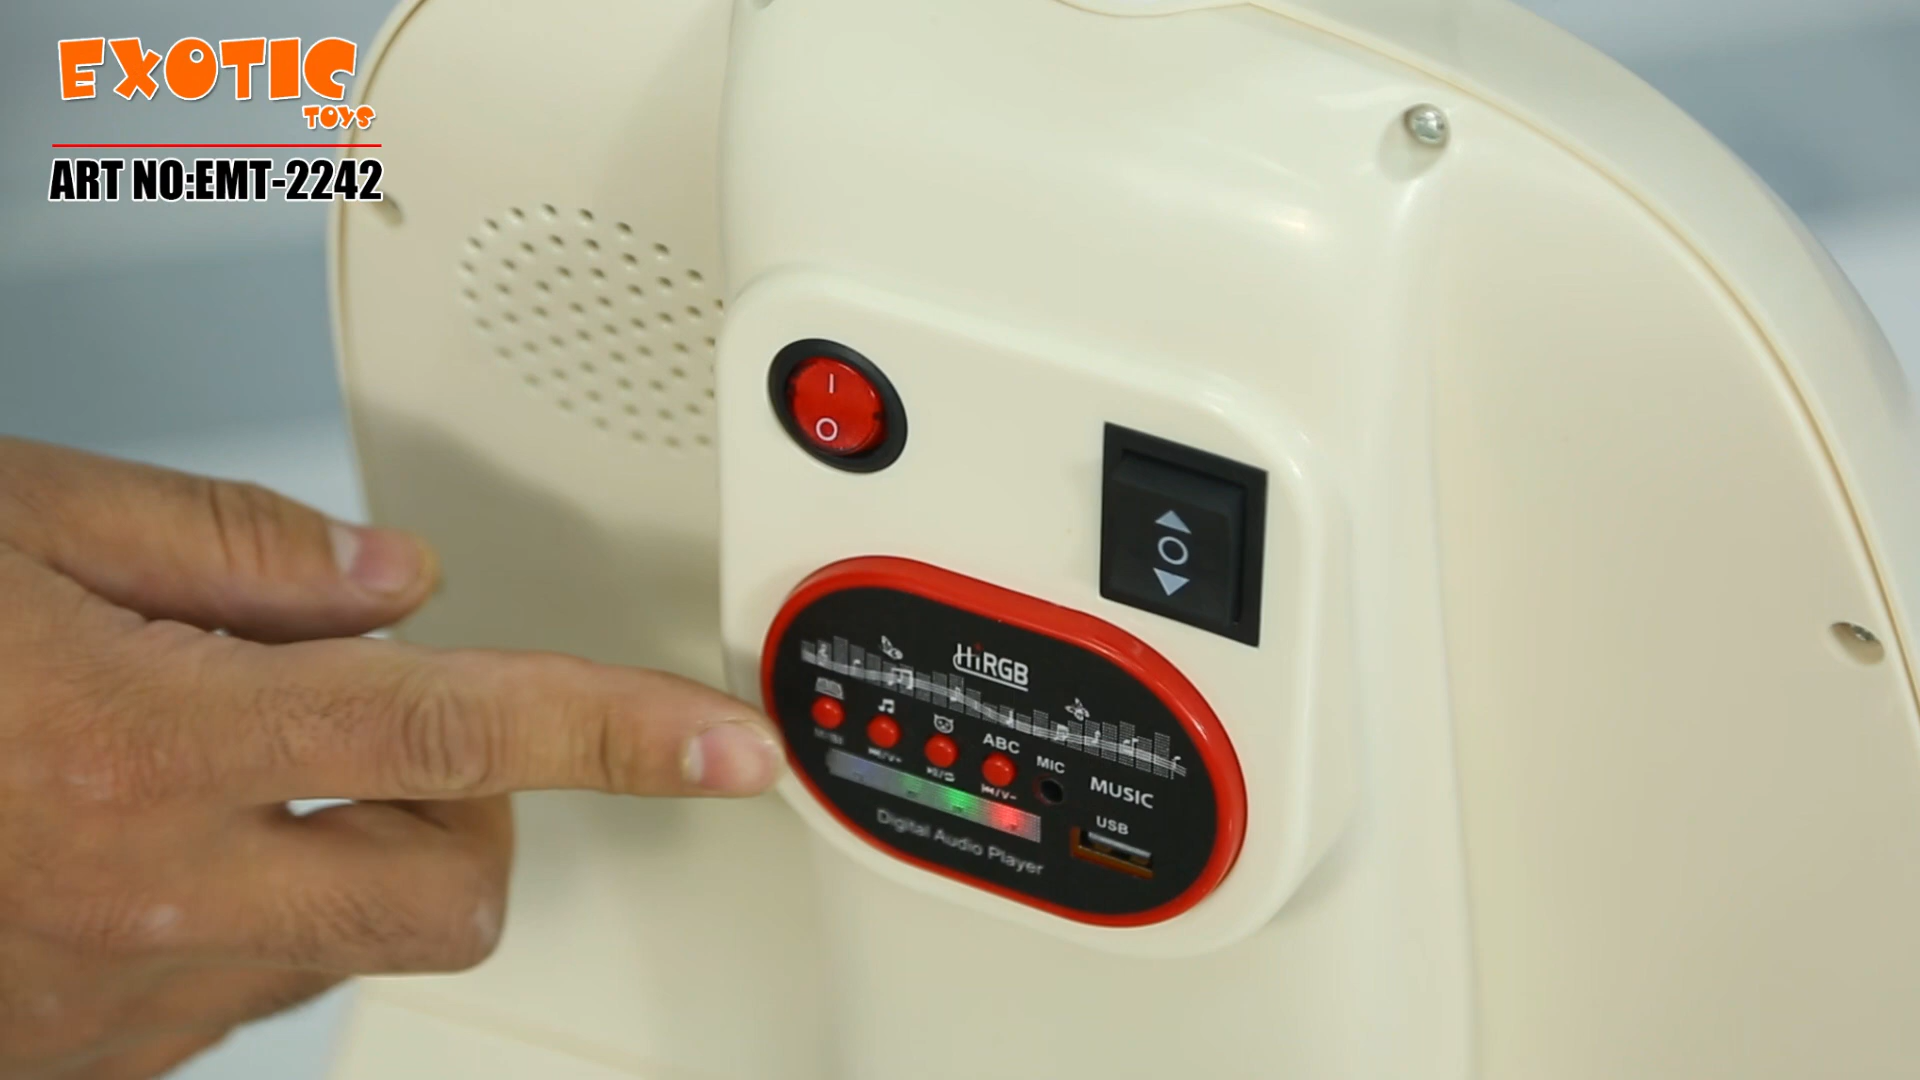 EXOTIC
TOYS
ART NO:EMT-2242
I
O
O
HiRGB
ABC
MIC
MUSIC
USB
Digital Audio Player